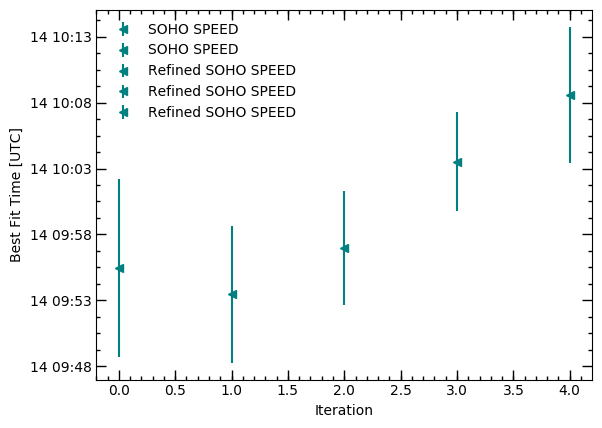 14 10:13
14 10:08
14 10:03
14 09:58
14 09:53
14 09:48
Best Fit Time [UTC]
SOHO SPEED
SOHO SPEED
Refined SOHO SPEED
Refined SOHO SPEED
Refined SOHO SPEED
0.0 0.5 1.0 1.5 2.0 2.5 3.0 3.5 4.0
Iteration